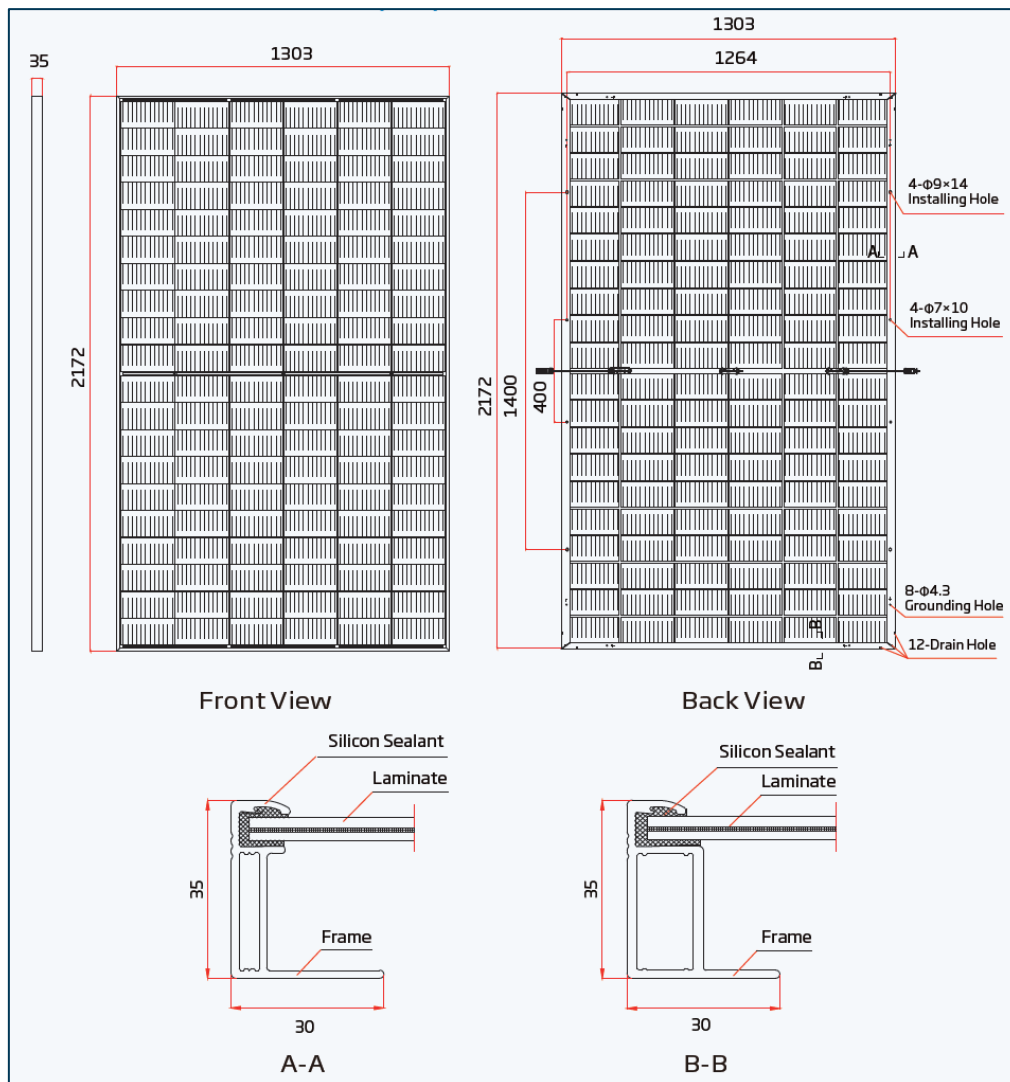 35
1303
2172
1303
1264
2172
1400
400
4-Φ9×14
Installing Hole
A
A
4-Φ7×10
Installing Hole
8-Φ4.3
Grounding Hole
B
12-Drain Hole
B
Front View
Back View
Silicon Sealant
Laminate
35
Frame
30
A-A
Silicon Sealant
Laminate
35
Frame
30
B-B